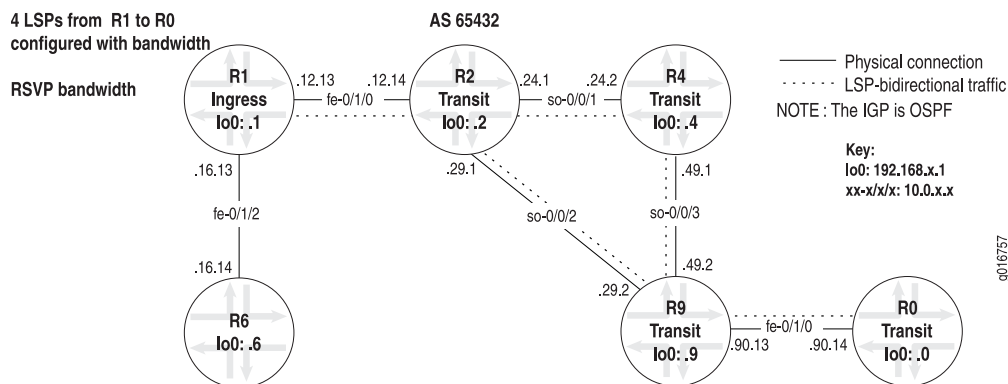 4 LSPs from R1 to R0
configured with bandwidth
RSVP bandwidth
AS 65432
R1
Ingress
lo0: .1
.12.13
.12.14
fe-0/1/0
R2
Transit
lo0: .2
.24.1
.24.2
so-0/0/1
R4
Transit
lo0: .4
Physical connection
LSP-bidirectional traffic
NOTE : The IGP is OSPF
Key:
lo0: 192.168.x.1
xx-x/x/x: 10.0.x.x
.16.13
fe-0/1/2
.16.14
.29.1
so-0/0/2
.29.2
.49.1
so-0/0/3
.49.2
R6
lo0: .6
R9
Transit
lo0: .9
fe-0/1/0
.90.13
.90.14
R0
Transit
lo0: .0
g016757